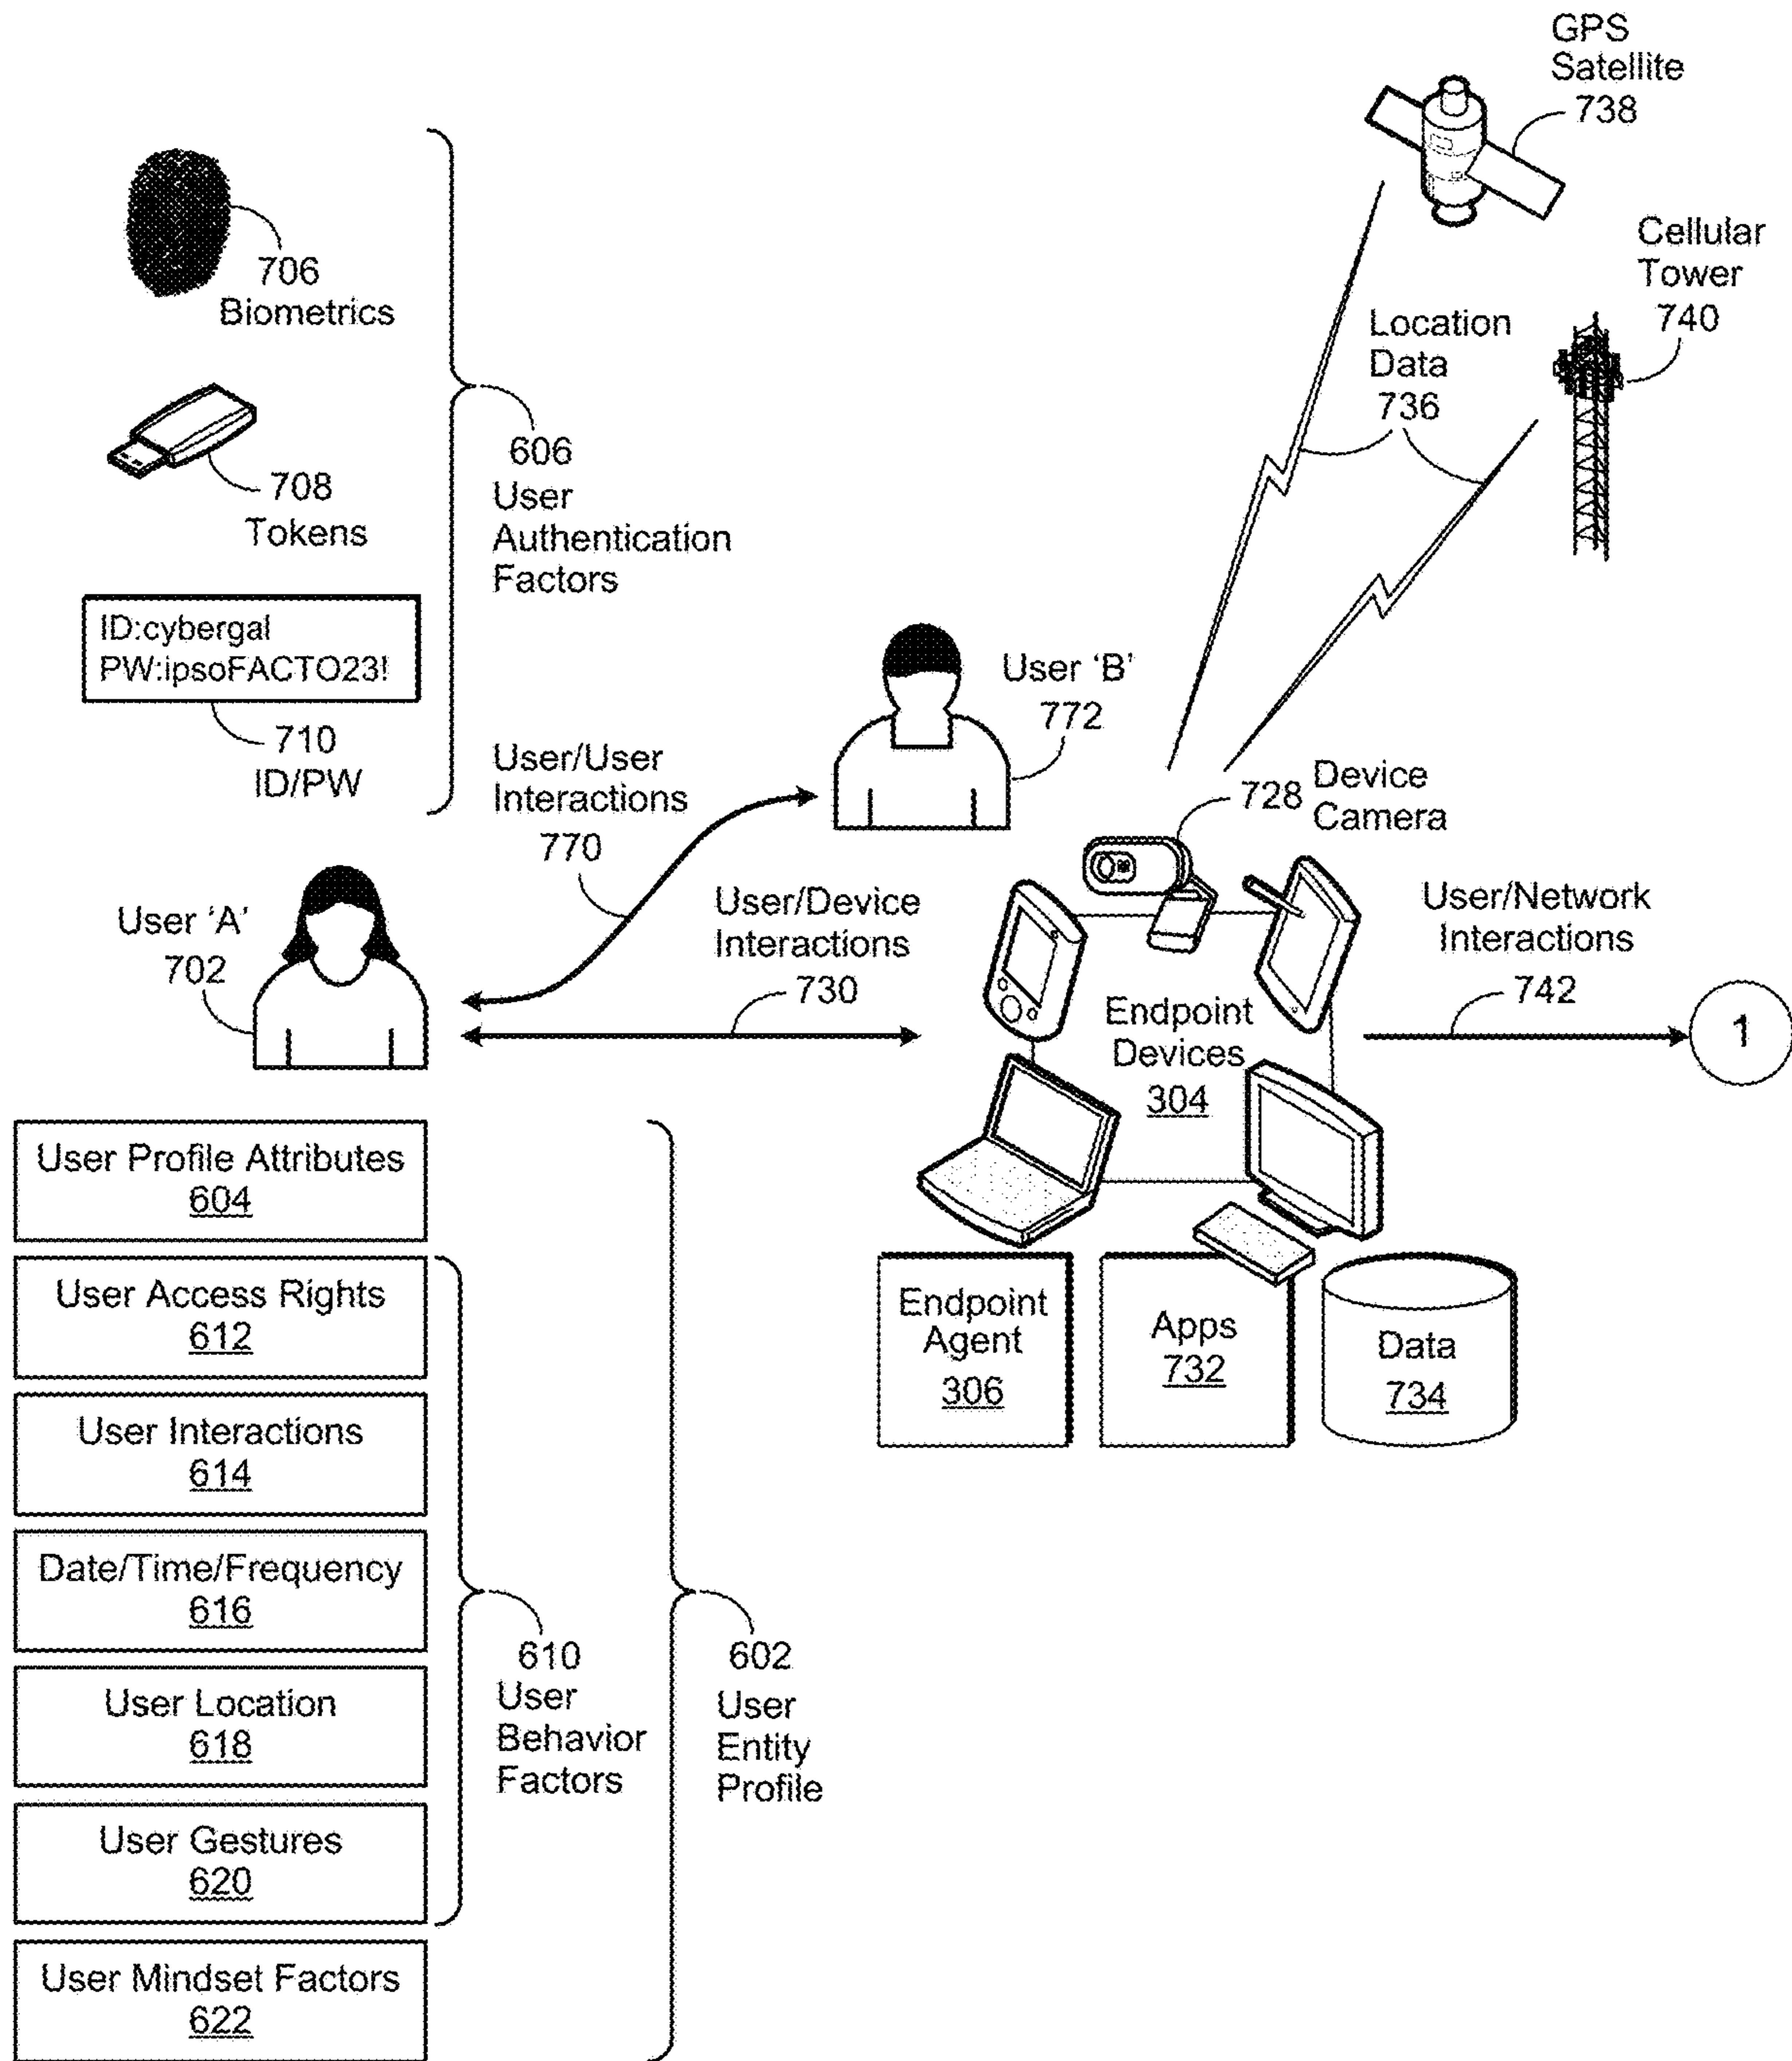 GPS
Satellite
738
Cellular
Tower
740
Location
Data
736
706
Biometrics
708
Tokens
ID:cybergal
PW:ipsoFACTO23!
710
ID/PW
606
User
Authentication
Factors
User/User
Interactions
770
User 'B'
772
728
Device
Camera
User 'A'
702
User/Device
Interactions
730
Endpoint
Devices
304
User/Network
Interactions
742
1
Endpoint
Agent
306
Apps
732
Data
734
User Profile Attributes
604
User Access Rights
612
User Interactions
614
Date/Time/Frequency
616
User Location
618
User Gestures
620
User Mindset Factors
622
610
User
Behavior
Factors
602
User
Entity
Profile